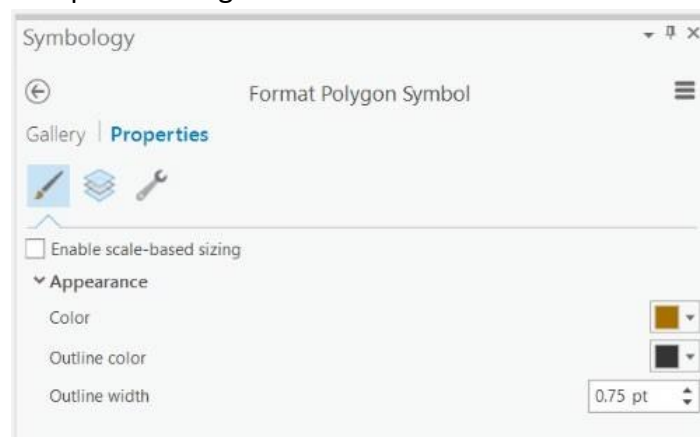 Symbology
Format Polygon Symbol
Gallery | Properties
Enable scale-based sizing
Appearance
Color
Outline color
Outline width 0.75 pt